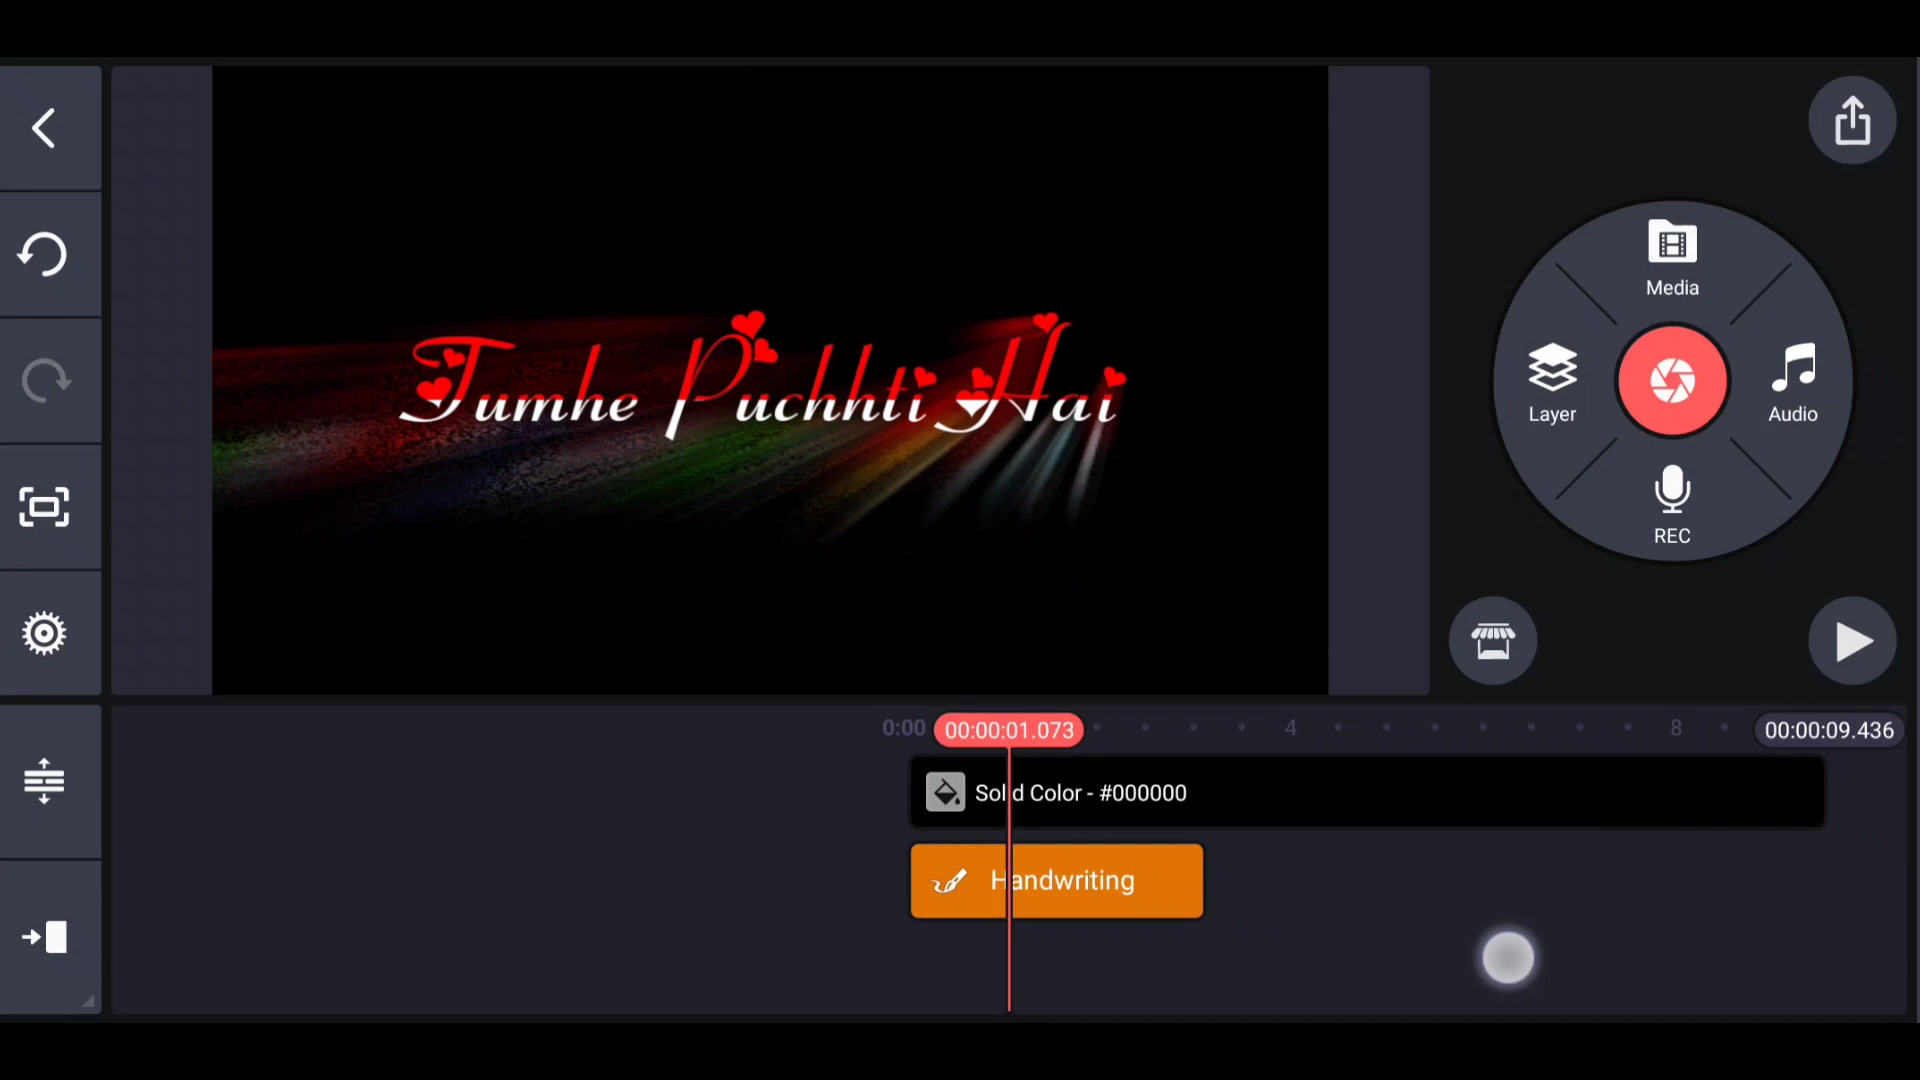 Media
Layer
Audio
REC
Tumhe Puchhti Hai
0:00
00:00:01.073
4
8
00:00:09.436
Solid Color - #000000
Handwriting